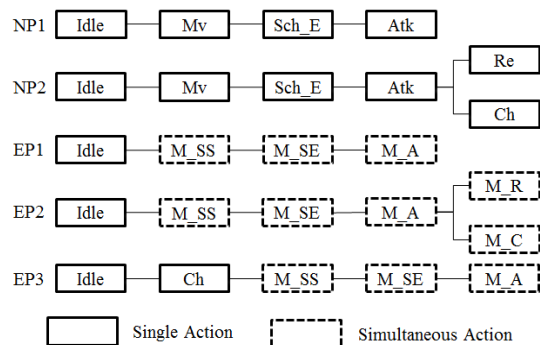 NP1 Idle Mv Sch_E Atk
Re
NP2 Idle Mv Sch_E Atk
Ch
EP1 Idle M_SS M_SE M_A
M_R
EP2 Idle M_SS M_SE M_A
M_C
EP3 Idle Ch M_SS M_SE M_A
Single Action Simultaneous Action